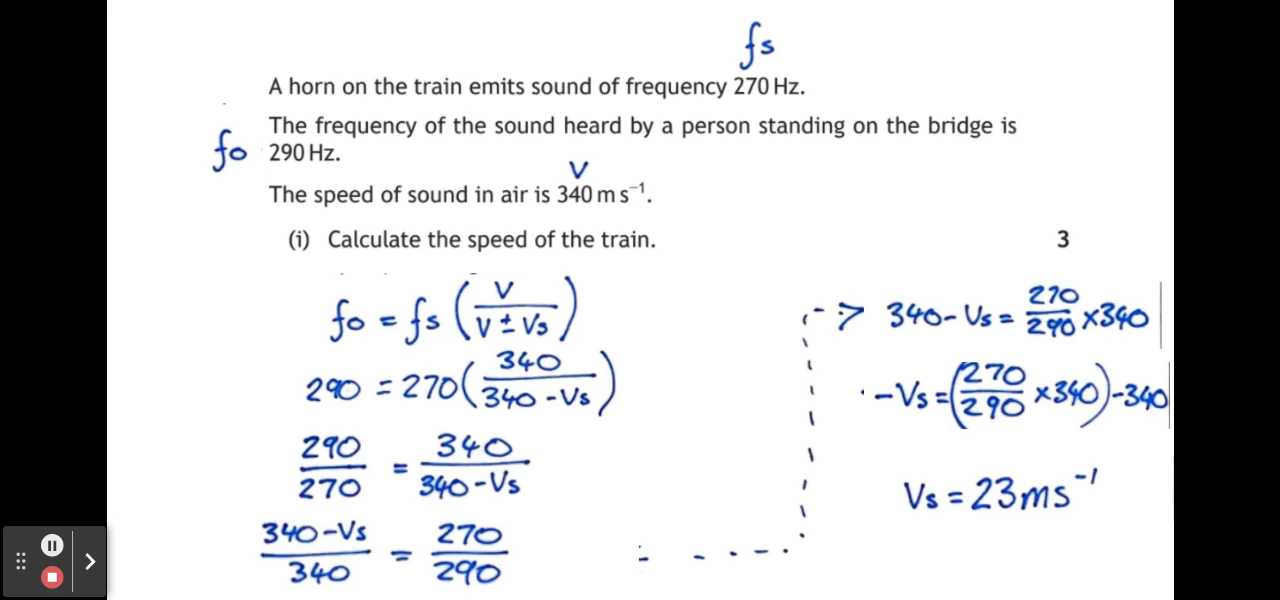 fs
A horn on the train emits sound of frequency 270 Hz.
The frequency of the sound heard by a person standing on the bridge is
fo 290 Hz.
v
The speed of sound in air is 340 m s⁻¹.
(i) Calculate the speed of the train. 3
fo = fs (v / (v ± vs))
290 = 270 (340 / (340 - vs))
290 / 270 = 340 / (340 - vs)
(340 - vs) / 340 = 270 / 290
-> 340 - vs = 270 / 290 × 340
-vs = (270 / 290 × 340) - 340
vs = 23 ms⁻¹